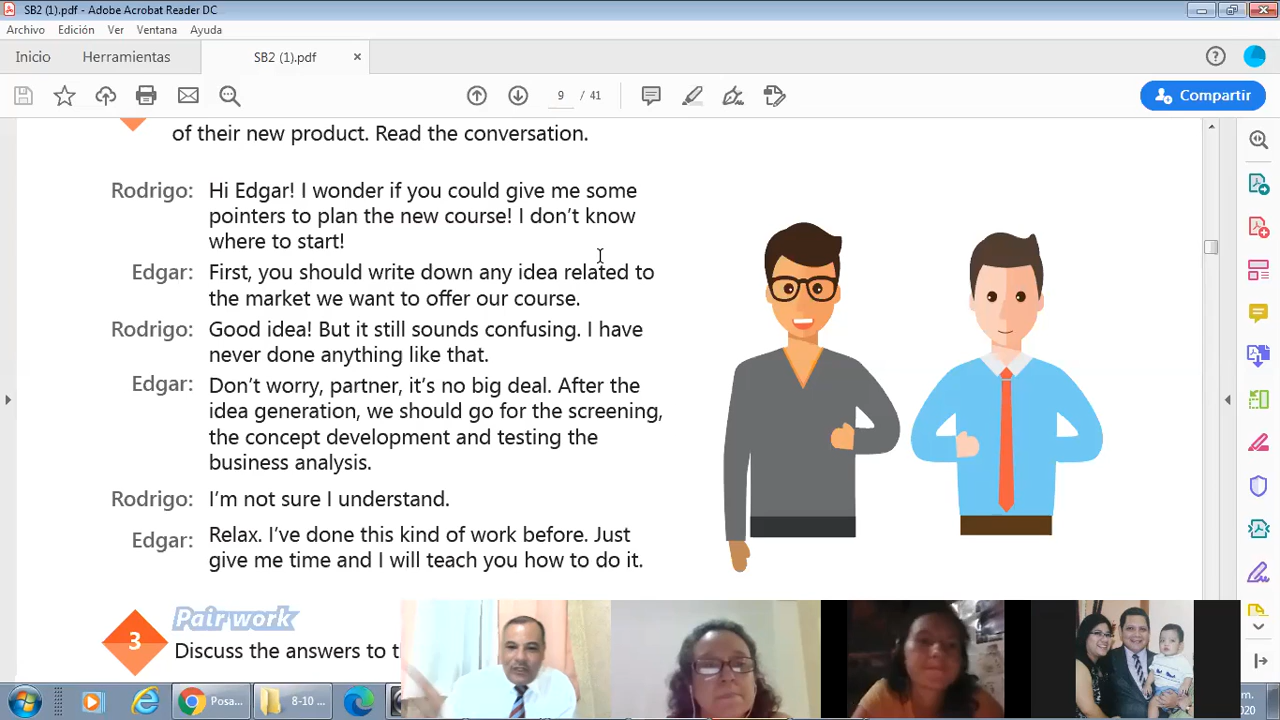 SB2 (1).pdf - Adobe Acrobat Reader DC
Archivo Edición Ver Ventana Ayuda
Inicio Herramientas SB2 (1).pdf ×
9 / 41 Compartir
of their new product. Read the conversation.
Rodrigo: Hi Edgar! I wonder if you could give me some
pointers to plan the new course! I don't know
where to start!
Edgar: First, you should write down any idea related to
the market we want to offer our course.
Rodrigo: Good idea! But it still sounds confusing. I have
never done anything like that.
Edgar: Don't worry, partner, it's no big deal. After the
idea generation, we should go for the screening,
the concept development and testing the
business analysis.
Rodrigo: I'm not sure I understand.
Edgar: Relax. I've done this kind of work before. Just
give me time and I will teach you how to do it.
Pair work
3
Discuss the answers to t
Posa... 8-10 ... m.
2020